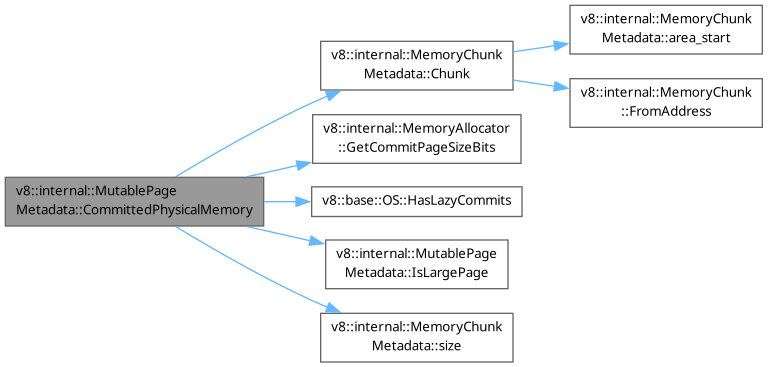 v8::internal::MutablePage
Metadata::CommittedPhysicalMemory
v8::internal::MemoryChunk
Metadata::Chunk
v8::internal::MemoryChunk
Metadata::area_start
v8::internal::MemoryChunk
::FromAddress
v8::internal::MemoryAllocator
::GetCommitPageSizeBits
v8::base::OS::HasLazyCommits
v8::internal::MutablePage
Metadata::IsLargePage
v8::internal::MemoryChunk
Metadata::size